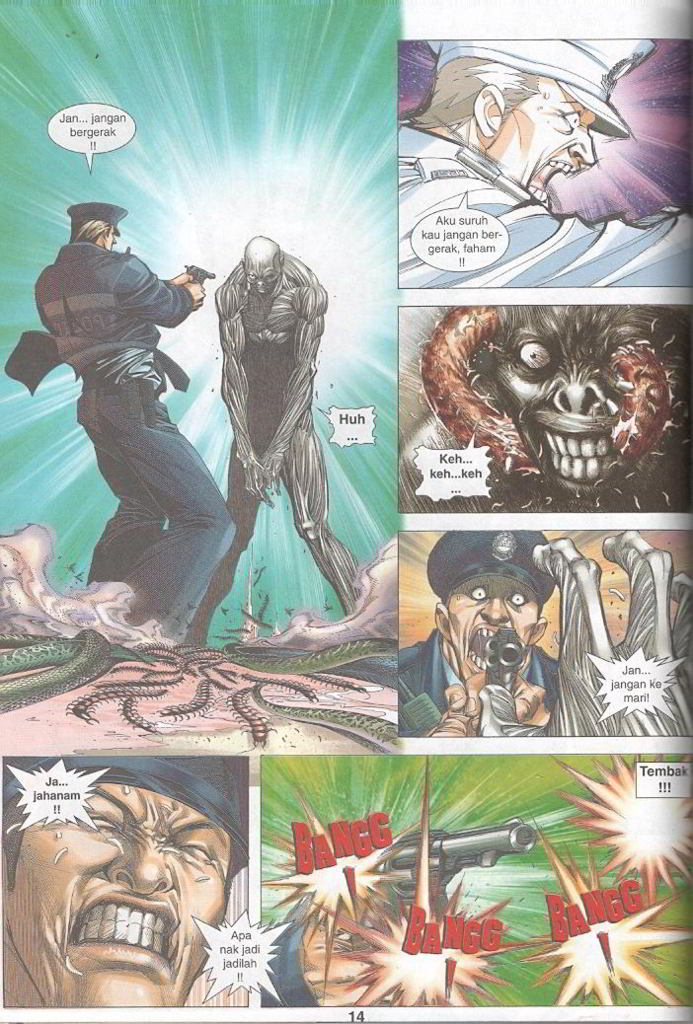 Jan... jangan
bergerak
!!
Huh
...
Aku suruh
kau jangan ber-
gerak, faham
!!
Keh...
keh...keh
...
Jan...
jangan ke
mari!
Ja...
jahanam
!!
Apa
nak jadi
jadilah
!!
BANGG
!
BANGG
!
BANGG
!
Tembak
!!!
14